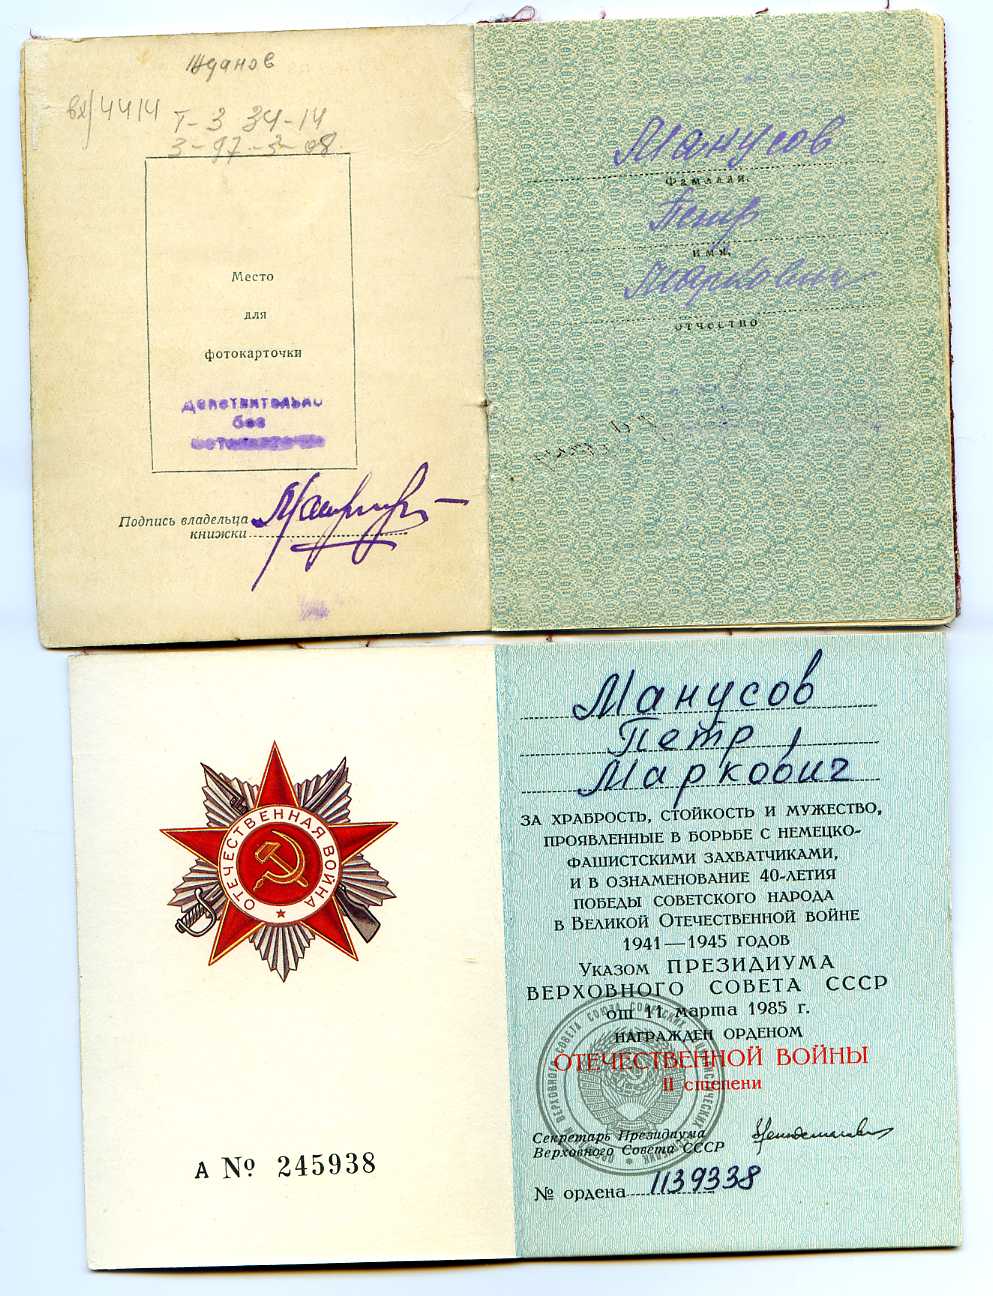 Жданов
вх/4414
Т-3 34-14
3-97-3-08
Место
для
фотокарточки
Действительно
без
фотокарточки
Подпись владельца
книжки
Манусов
Фамилия
Петр
имя
Маркович
отчество
ОТЕЧЕСТВЕННАЯ ВОЙНА
А № 245938
Манусов
Петр
Маркович
ЗА ХРАБРОСТЬ, СТОЙКОСТЬ И МУЖЕСТВО,
ПРОЯВЛЕННЫЕ В БОРЬБЕ С НЕМЕЦКО-
ФАШИСТСКИМИ ЗАХВАТЧИКАМИ,
И В ОЗНАМЕНОВАНИЕ 40-ЛЕТИЯ
ПОБЕДЫ СОВЕТСКОГО НАРОДА
В ВЕЛИКОЙ ОТЕЧЕСТВЕННОЙ ВОЙНЕ
1941—1945 ГОДОВ
УКАЗОМ ПРЕЗИДИУМА
ВЕРХОВНОГО СОВЕТА СССР
от 11 марта 1985 г.
НАГРАЖДЕН ОРДЕНОМ
ОТЕЧЕСТВЕННОЙ ВОЙНЫ
II степени
Секретарь Президиума
Верховного Совета СССР
№ ордена 1139338